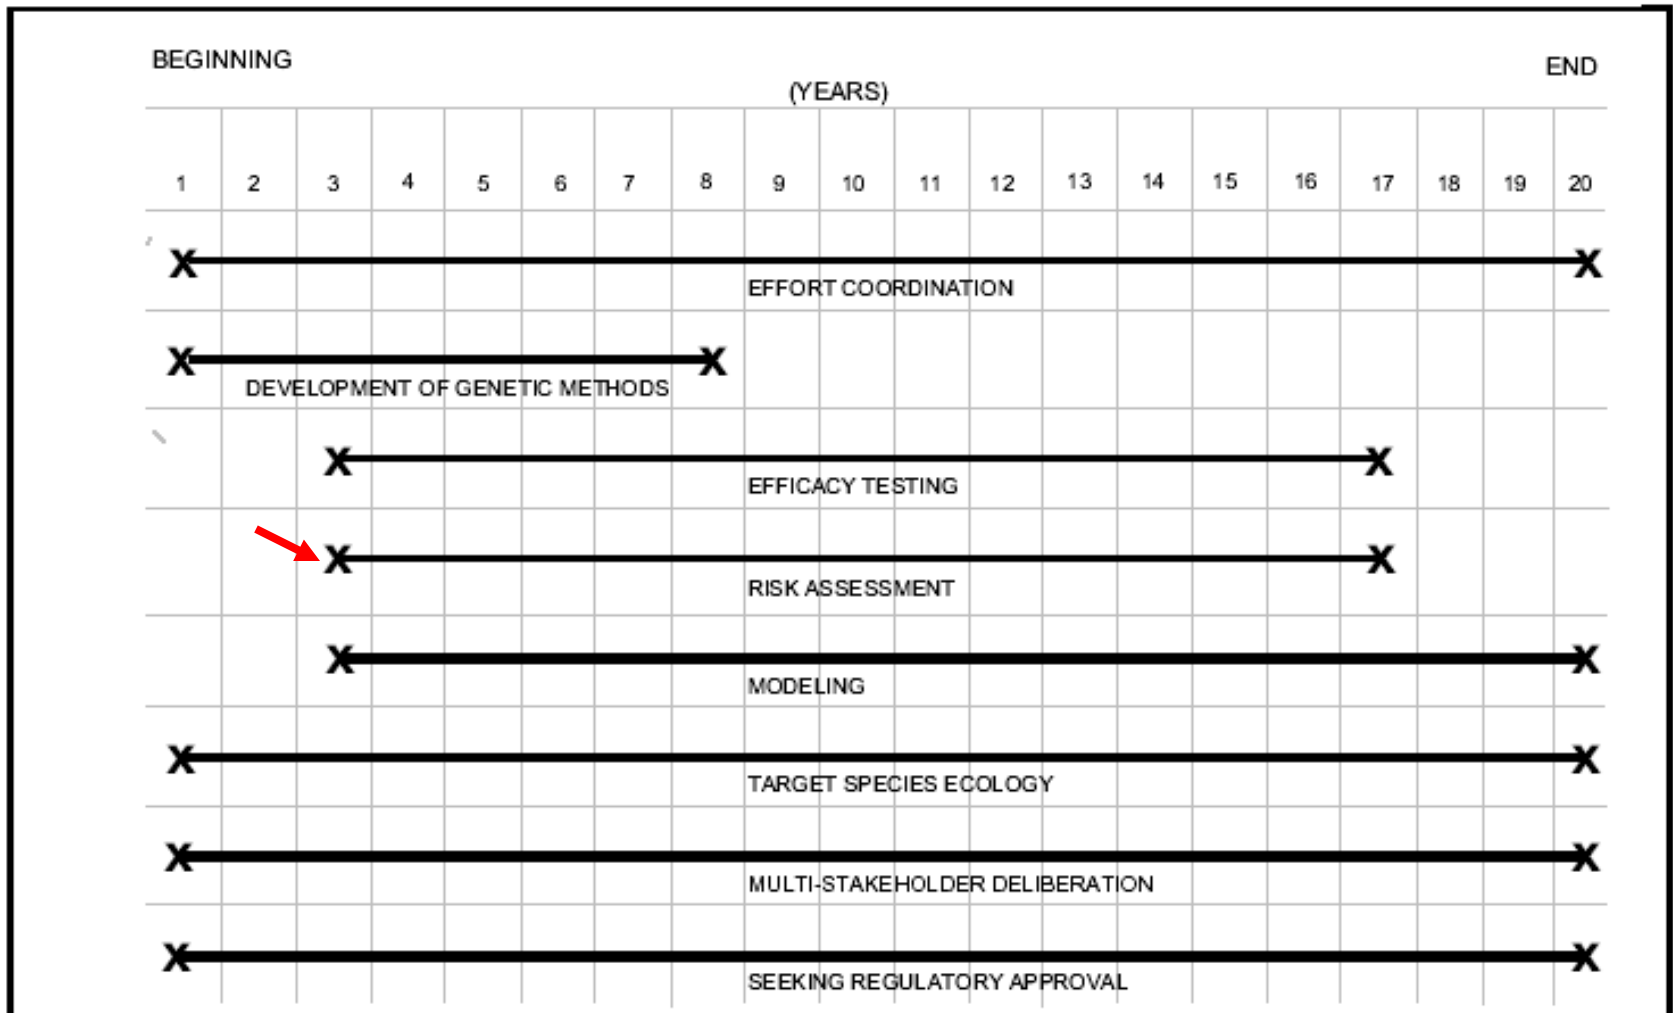 BEGINNING
END
(YEARS)
1 2 3 4 5 6 7 8 9 10 11 12 13 14 15 16 17 18 19 20
X X
EFFORT COORDINATION
X X
DEVELOPMENT OF GENETIC METHODS
X X
EFFICACY TESTING
X X
RISK ASSESSMENT
X X
MODELING
X X
TARGET SPECIES ECOLOGY
X X
MULTI-STAKEHOLDER DELIBERATION
X X
SEEKING REGULATORY APPROVAL